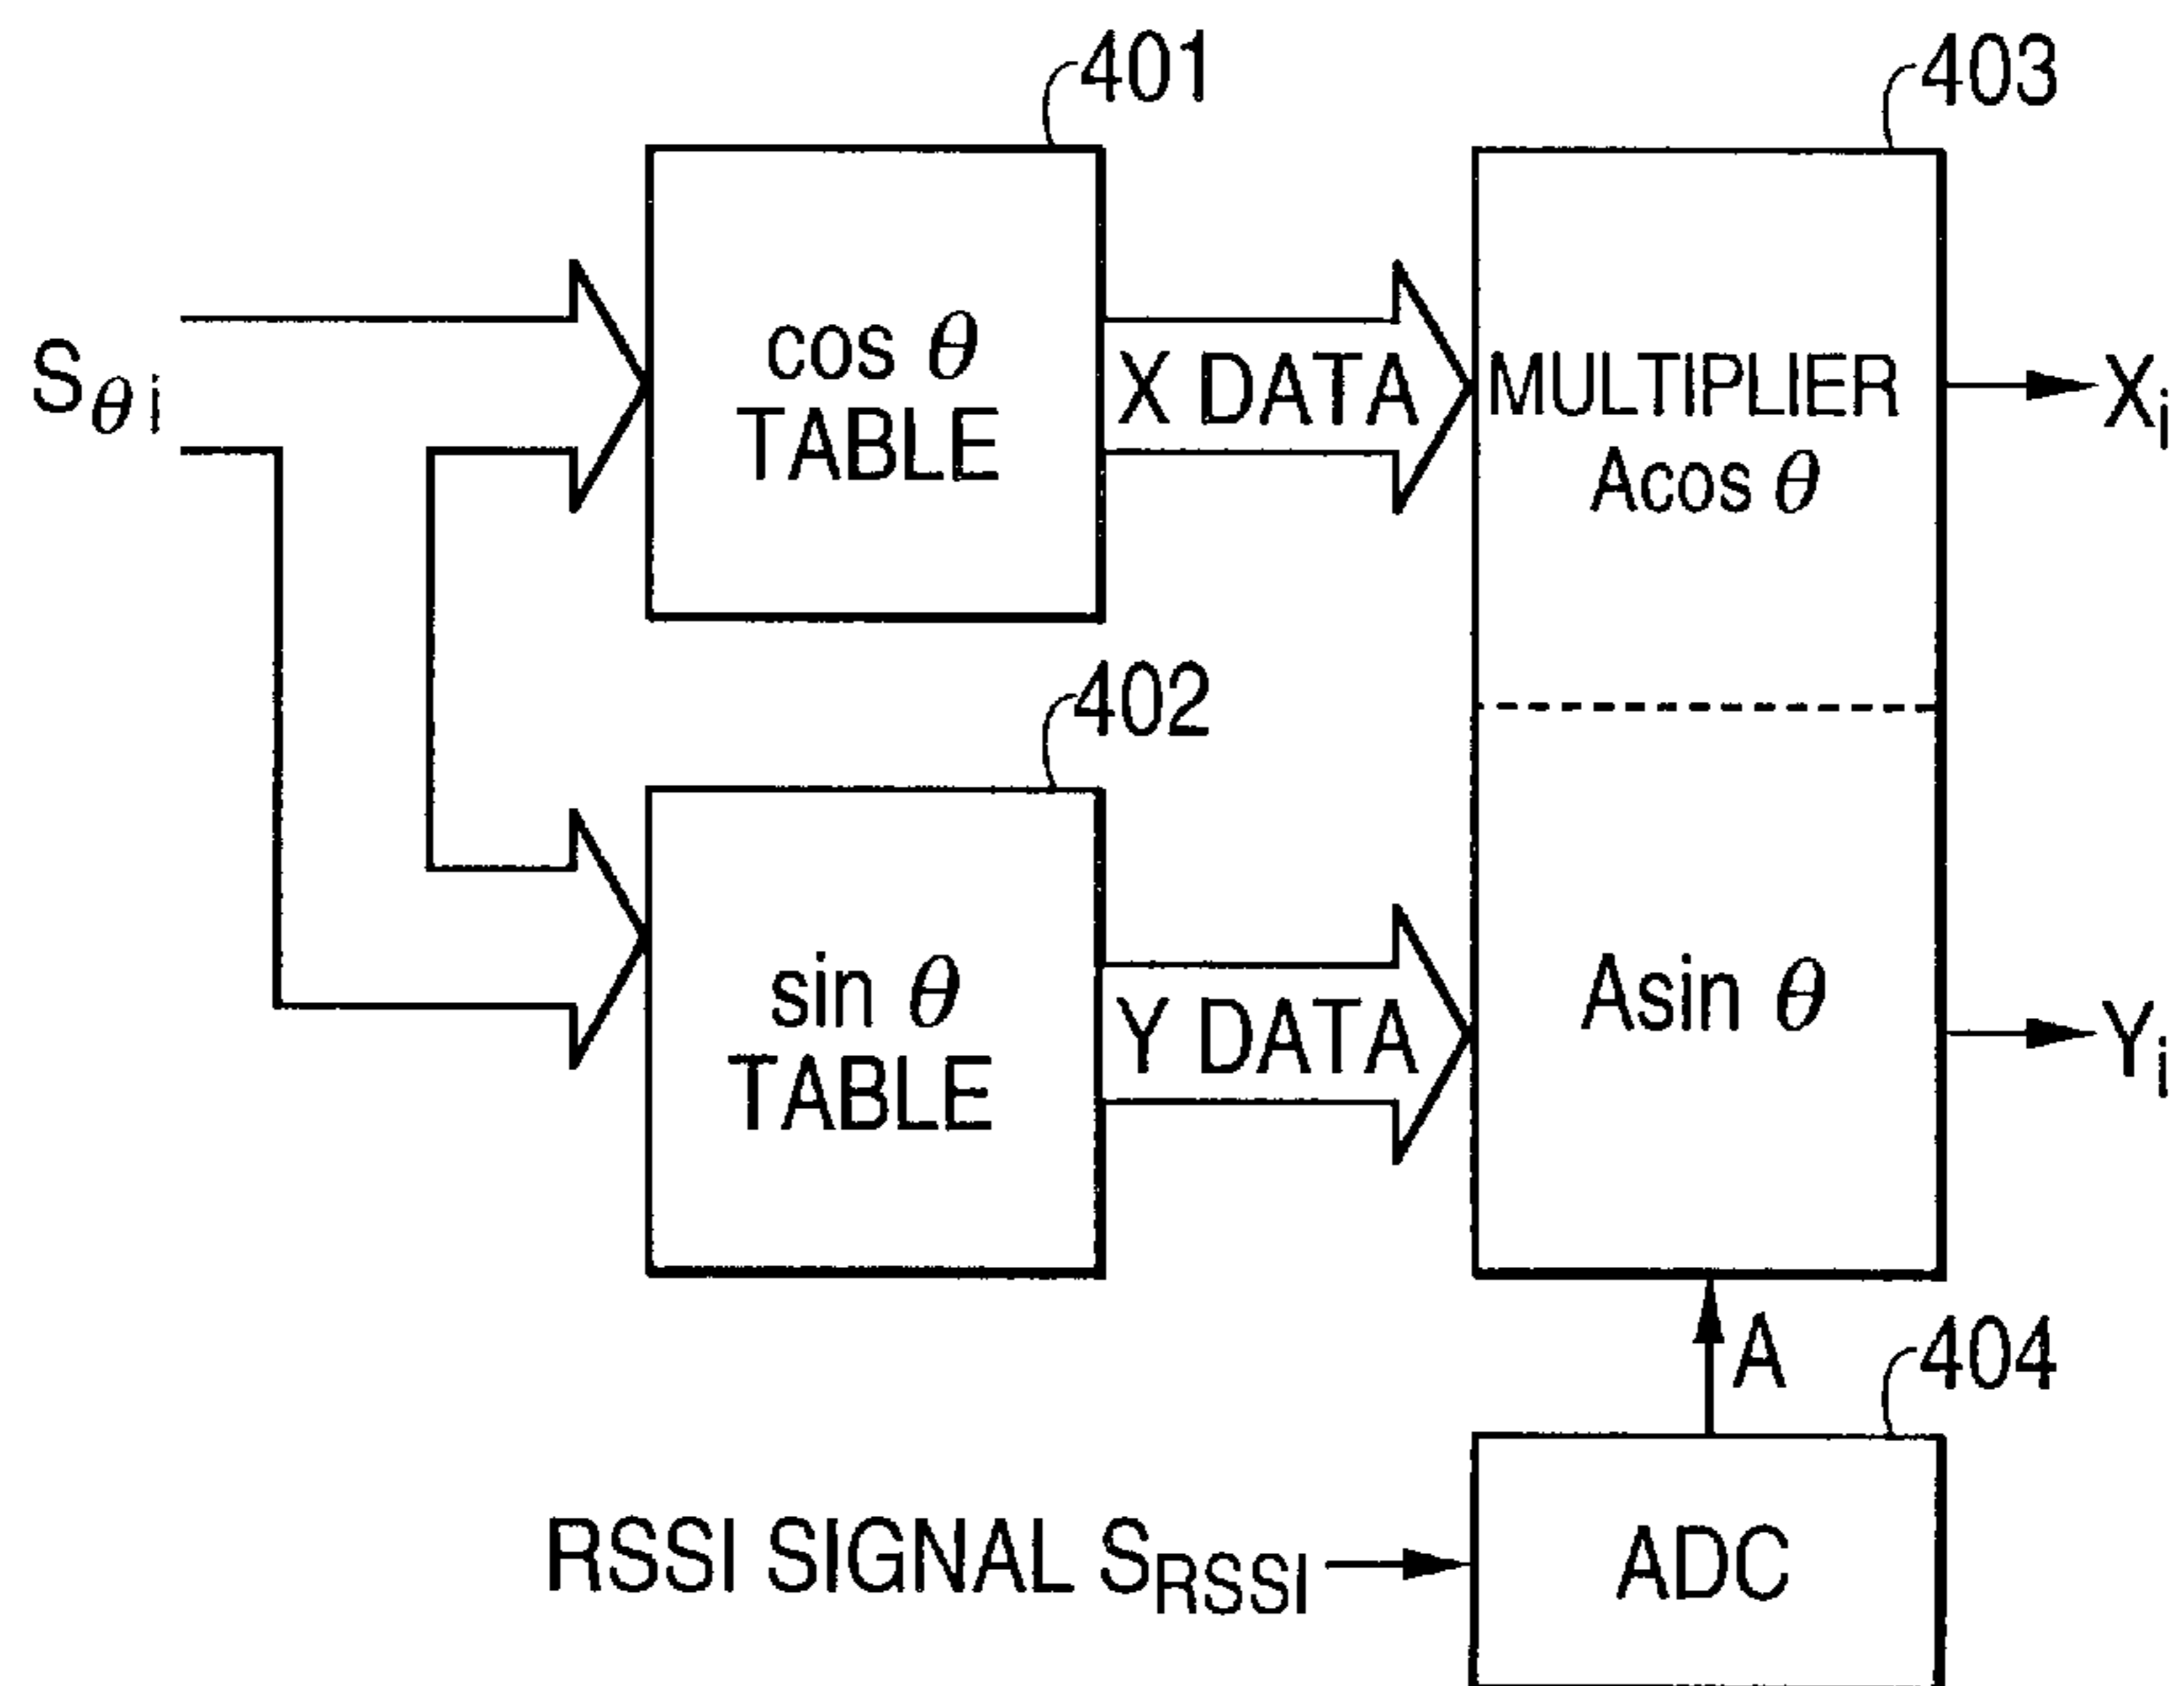 401
403
S θ i
cos θ
TABLE
X DATA
MULTIPLIER
Acos θ
Xi
402
sin θ
TABLE
Y DATA
Asin θ
Yi
A
404
RSSI SIGNAL SRSSI
ADC